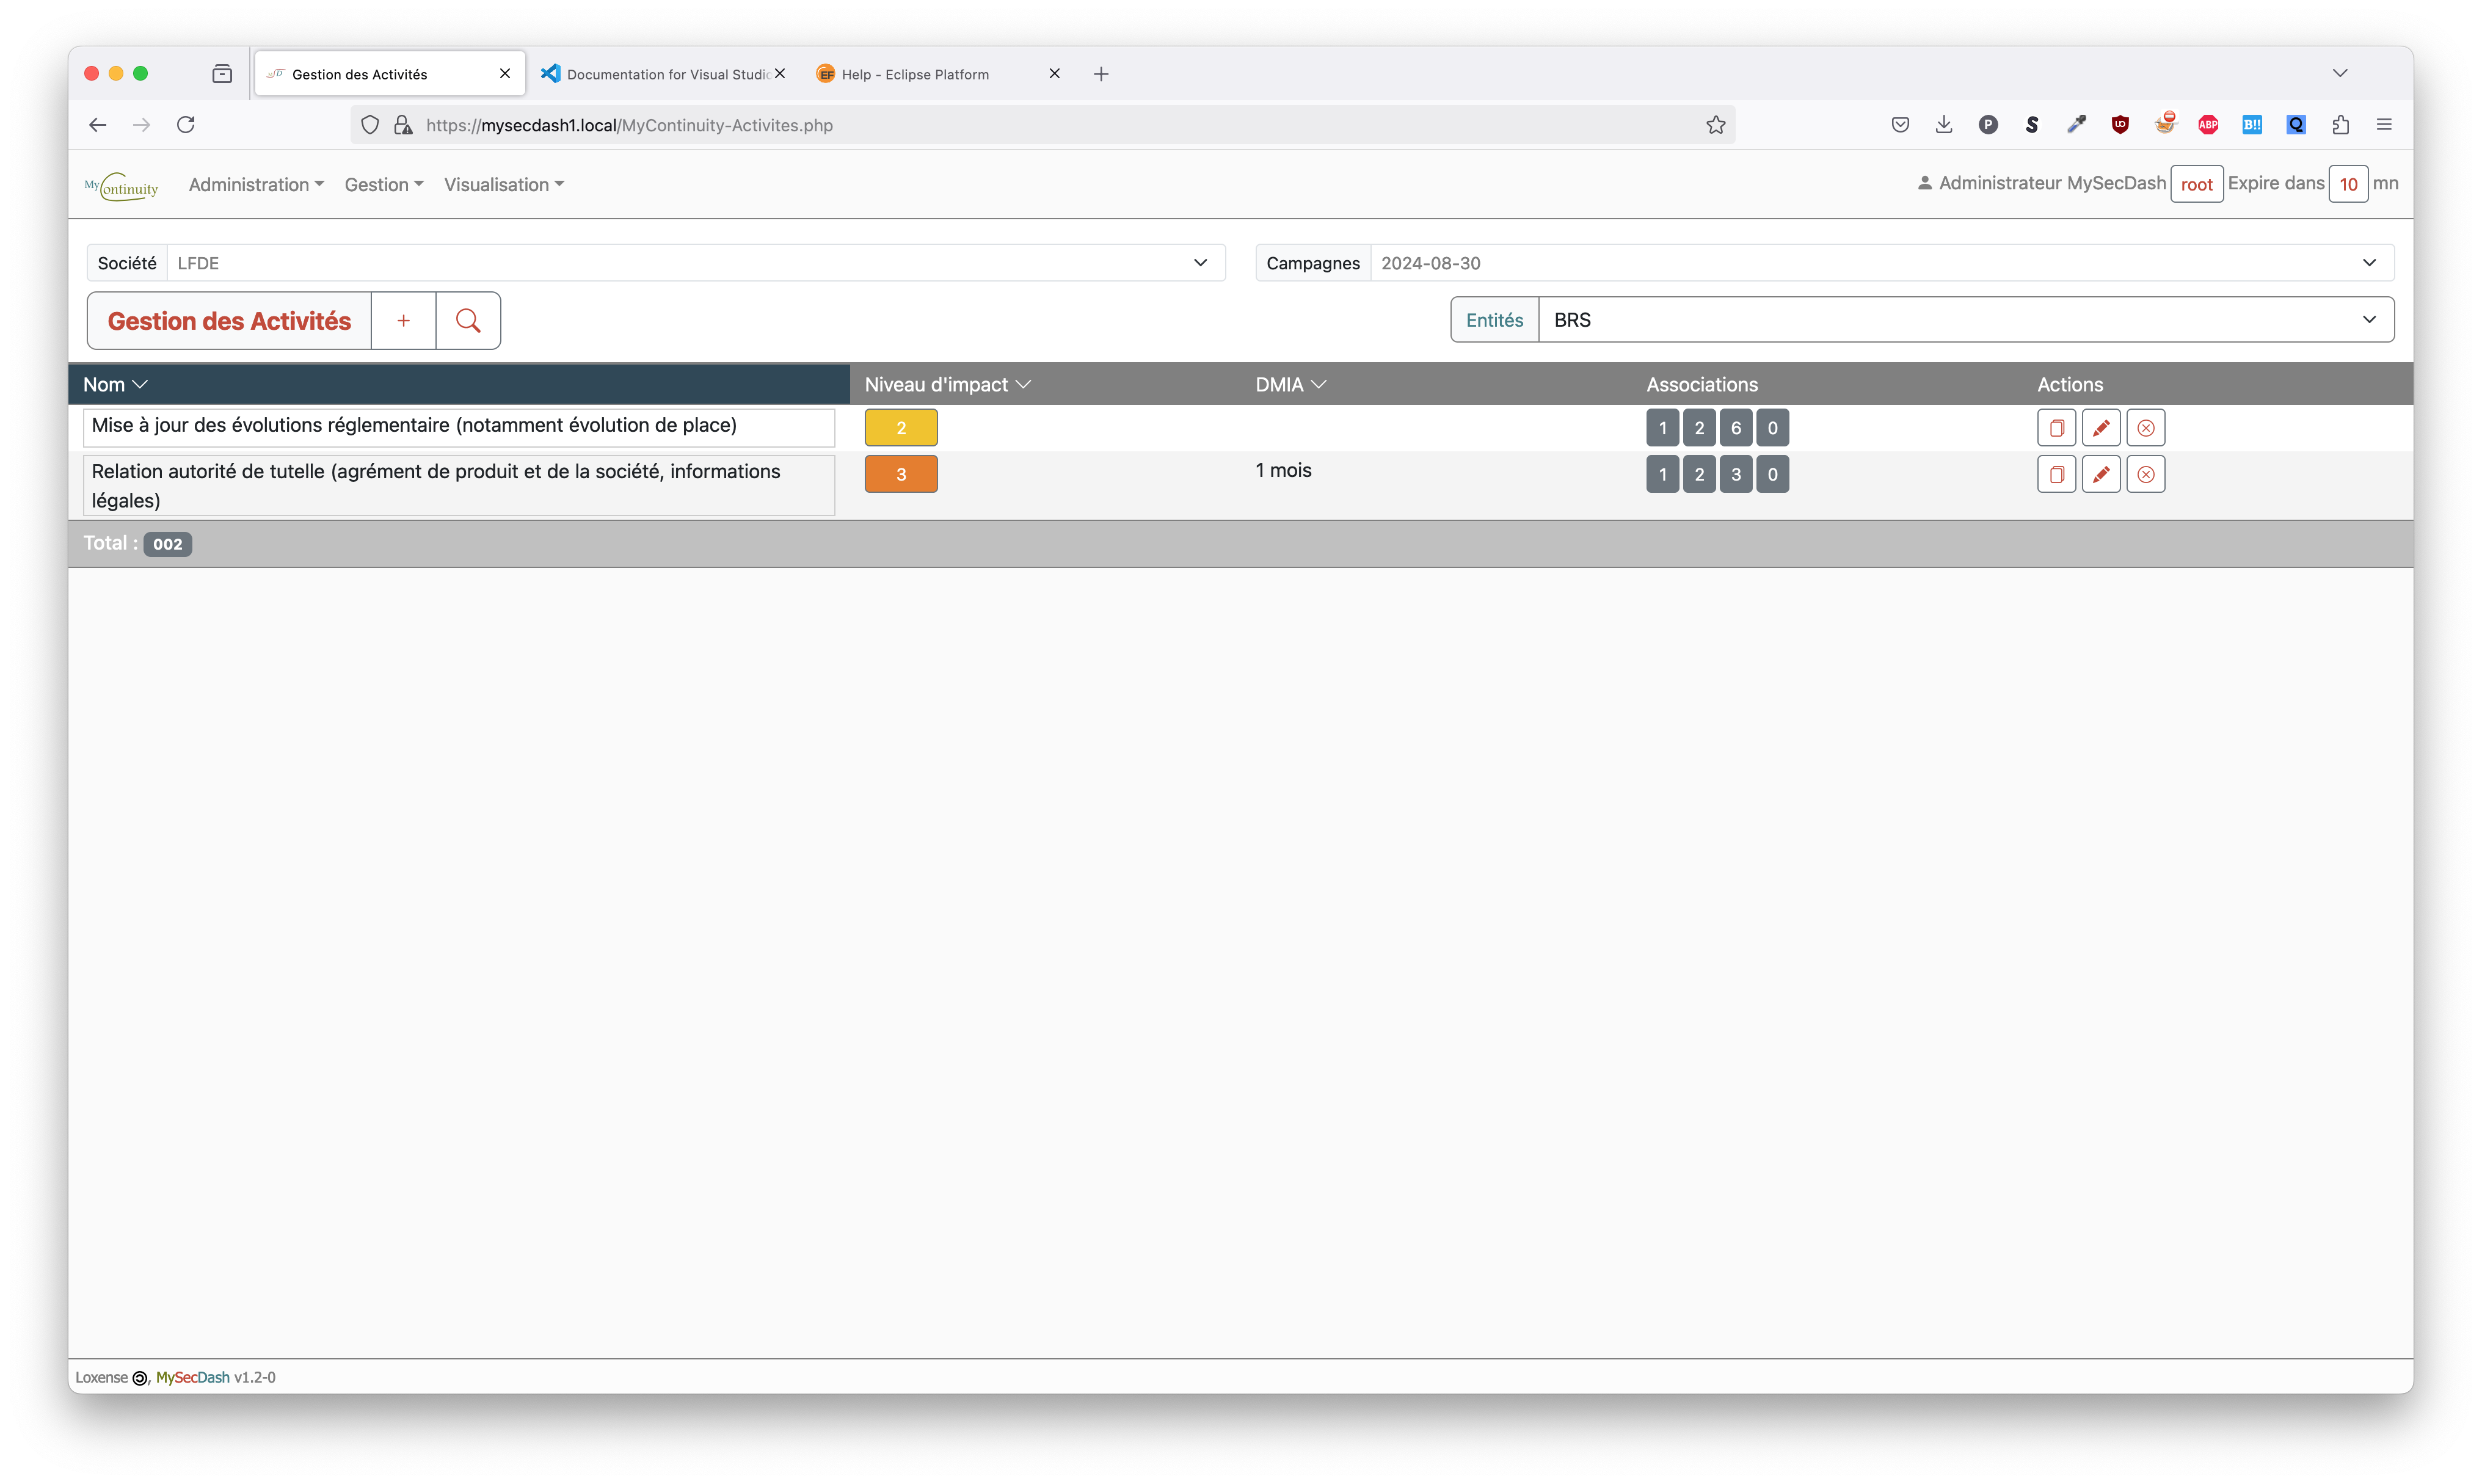 Gestion des Activités
Documentation for Visual Studio
Help - Eclipse Platform
https://mysecdash1.local/MyContinuity-Activites.php
MyContinuity
Administration
Gestion
Visualisation
Administrateur MySecDash root Expire dans 10 mn
Société LFDE
Campagnes 2024-08-30
Gestion des Activités +
Entités BRS
Nom Niveau d'impact DMIA Associations Actions
Mise à jour des évolutions réglementaire (notamment évolution de place) 2 1 2 6 0
Relation autorité de tutelle (agrément de produit et de la société, informations 3 1 mois 1 2 3 0
légales)
Total : 002
Loxense, MySecDash v1.2-0